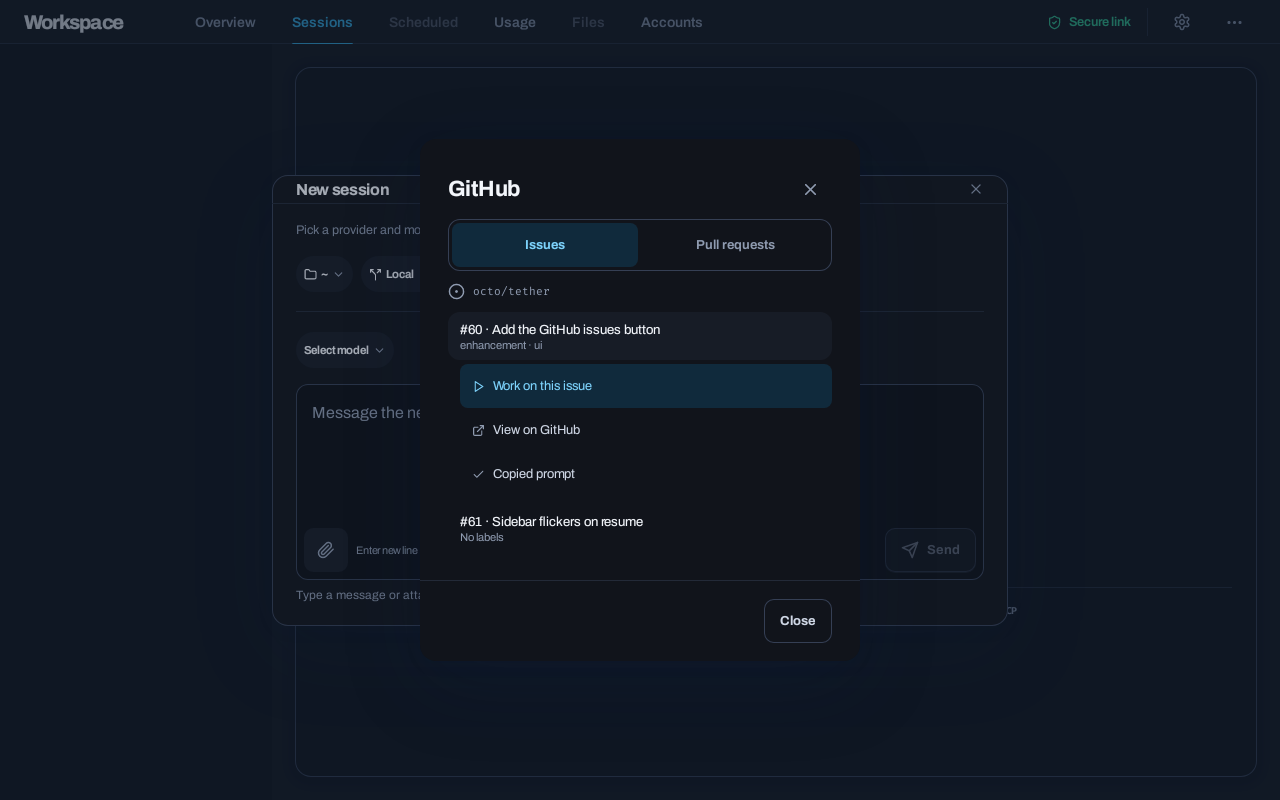 Workspace
Overview
Sessions
Scheduled
Usage
Files
Accounts
Secure link
New session
Pick a provider and mo
~
Local
Select model
Message the ne
Enter new line
Send
Type a message or atta
GitHub
Issues
Pull requests
octo/tether
#60 · Add the GitHub issues button
enhancement · ui
Work on this issue
View on GitHub
Copied prompt
#61 · Sidebar flickers on resume
No labels
Close